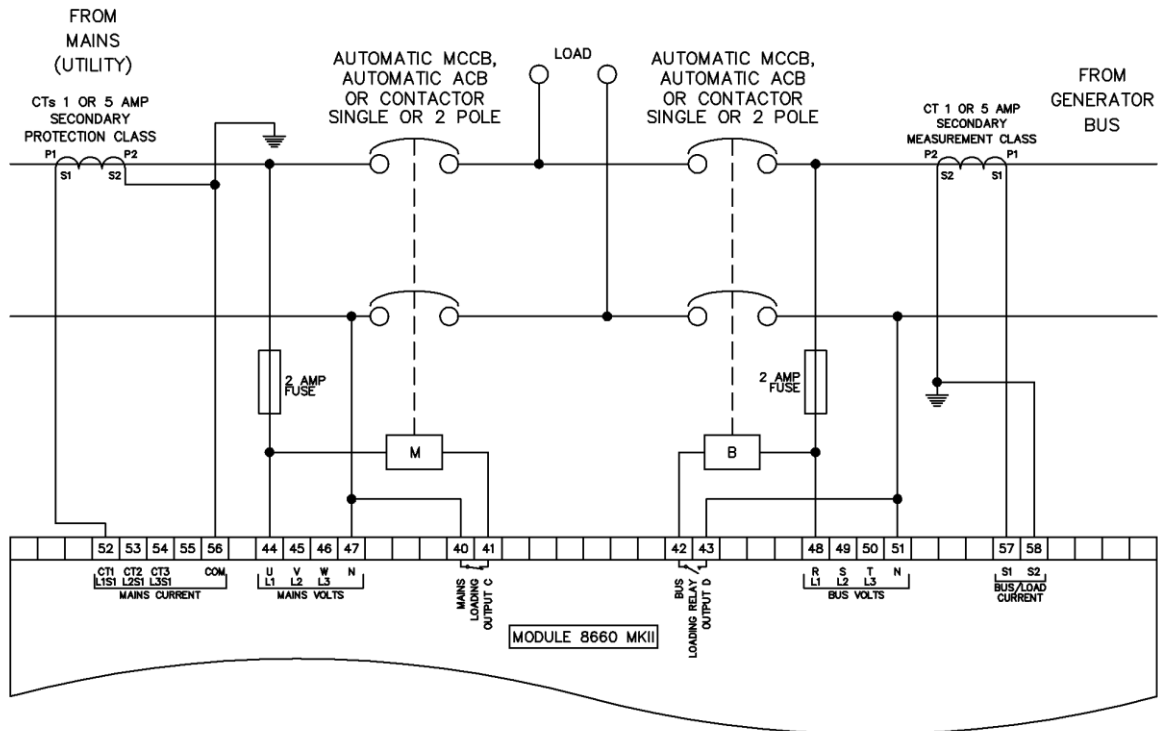 FROM
MAINS
(UTILITY)
CTs 1 OR 5 AMP
SECONDARY
PROTECTION CLASS
P1
P2
S1
S2
AUTOMATIC MCCB,
AUTOMATIC ACB
OR CONTACTOR
SINGLE OR 2 POLE
LOAD
AUTOMATIC MCCB,
AUTOMATIC ACB
OR CONTACTOR
SINGLE OR 2 POLE
CT 1 OR 5 AMP
SECONDARY
MEASUREMENT CLASS
P2
P1
S2
S1
FROM
GENERATOR
BUS
2 AMP
FUSE
2 AMP
FUSE
M
B
52 53 54 55 56 44 45 46 47 40 41 42 43 48 49 50 51 57 58
CT1 CT2 CT3 COM
L1S1 L2S1 L3S1
MAINS CURRENT
U V W N
L1 L2 L3
MAINS VOLTS
MAINS
LOADING
OUTPUT C
BUS
LOADING RELAY
OUTPUT D
R S T N
L1 L2 L3
BUS VOLTS
S1 S2
BUS/LOAD
CURRENT
MODULE 8660 MKII